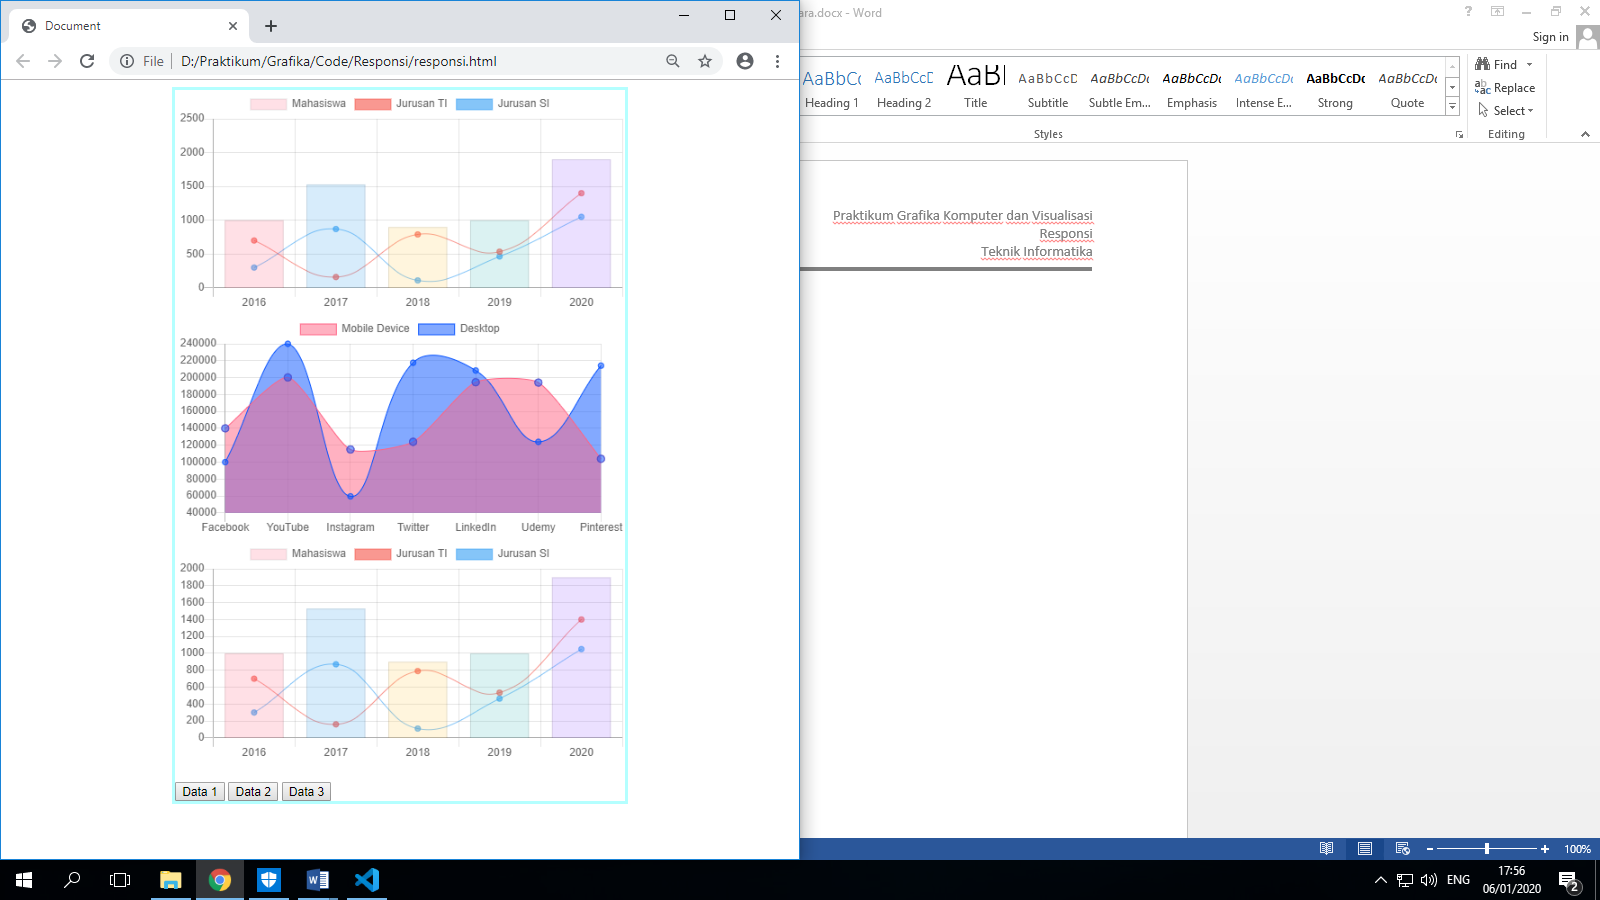 Document
File D:/Praktikum/Grafika/Code/Responsi/responsi.html
Mahasiswa Jurusan TI Jurusan SI
2500
2000
1500
1000
500
0
2016 2017 2018 2019 2020
Mobile Device Desktop
240000
220000
200000
180000
160000
140000
120000
100000
80000
60000
40000
Facebook YouTube Instagram Twitter LinkedIn Udemy Pinterest
Mahasiswa Jurusan TI Jurusan SI
2000
1800
1600
1400
1200
1000
800
600
400
200
0
2016 2017 2018 2019 2020
Data 1 Data 2 Data 3
ara.docx - Word
Sign in
AaBbCc AaBbCcD AaBb AaBbCcD AaBbCcDc AaBbCcDc AaBbCcDc AaBbCcDc AaBbCcDc
Heading 1 Heading 2 Title Subtitle Subtle Em... Emphasis Intense E... Strong Quote
Styles
Find
Replace
Select
Editing
Praktikum Grafika Komputer dan Visualisasi
Responsi
Teknik Informatika
100%
ENG
17:56
06/01/2020
2